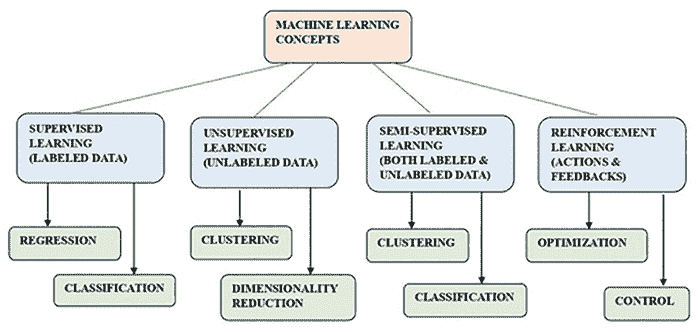 MACHINE LEARNING
CONCEPTS
SUPERVISED
LEARNING
(LABELED DATA)
UNSUPERVISED
LEARNING
(UNLABELED DATA)
SEMI-SUPERVISED
LEARNING
(BOTH LABELED &
UNLABELED DATA)
REINFORCEMENT
LEARNING
(ACTIONS &
FEEDBACKS)
REGRESSION
CLASSIFICATION
CLUSTERING
DIMENSIONALITY
REDUCTION
CLUSTERING
CLASSIFICATION
OPTIMIZATION
CONTROL